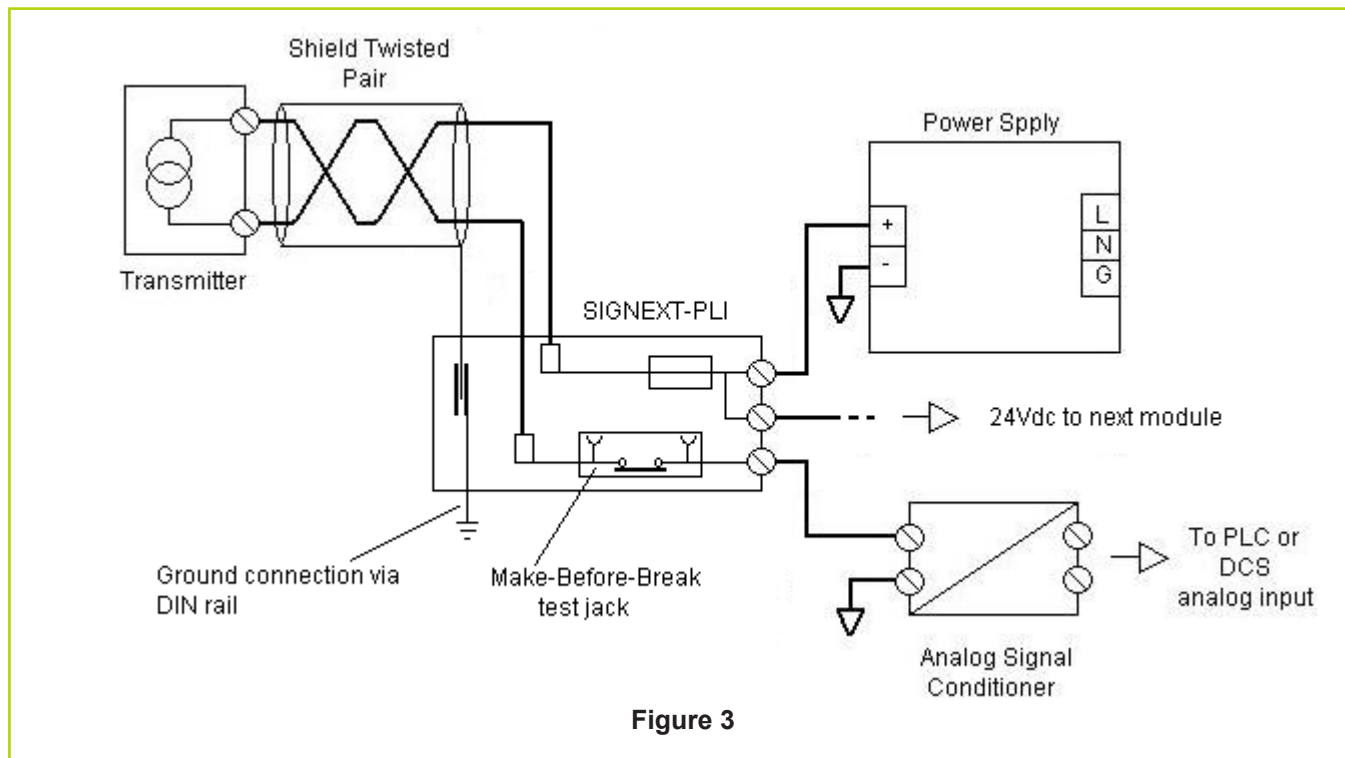 Shield Twisted
Pair
Transmitter
Power Spply
+
-
L
N
G
SIGNEXT-PLI
24Vdc to next module
Ground connection via
DIN rail
Make-Before-Break
test jack
To PLC or
DCS
analog input
Analog Signal
Conditioner
Figure 3